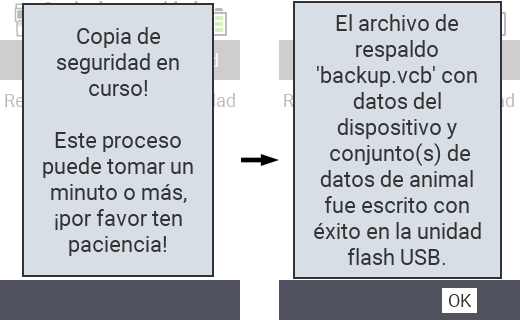 Copia de
seguridad en
curso!
Este proceso
puede tomar un
minuto o más,
¡por favor ten
paciencia!
El archivo de
respaldo
'backup.vcb' con
datos del
dispositivo y
conjunto(s) de
datos de animal
fue escrito con
éxito en la unidad
flash USB.
OK